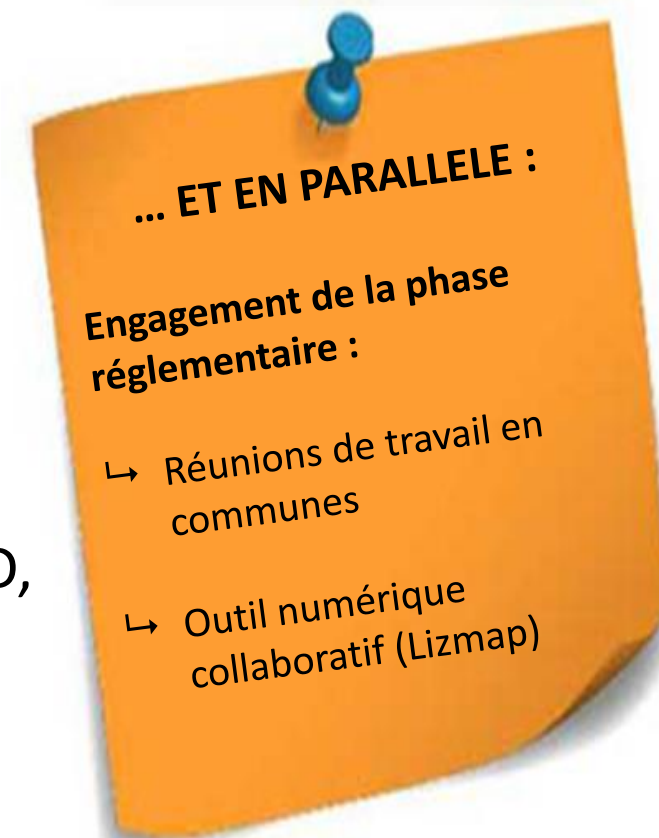 ... ET EN PARALLELE :
Engagement de la phase
réglementaire :
↳ Réunions de travail en
communes
↳ Outil numérique
collaboratif (Lizmap)